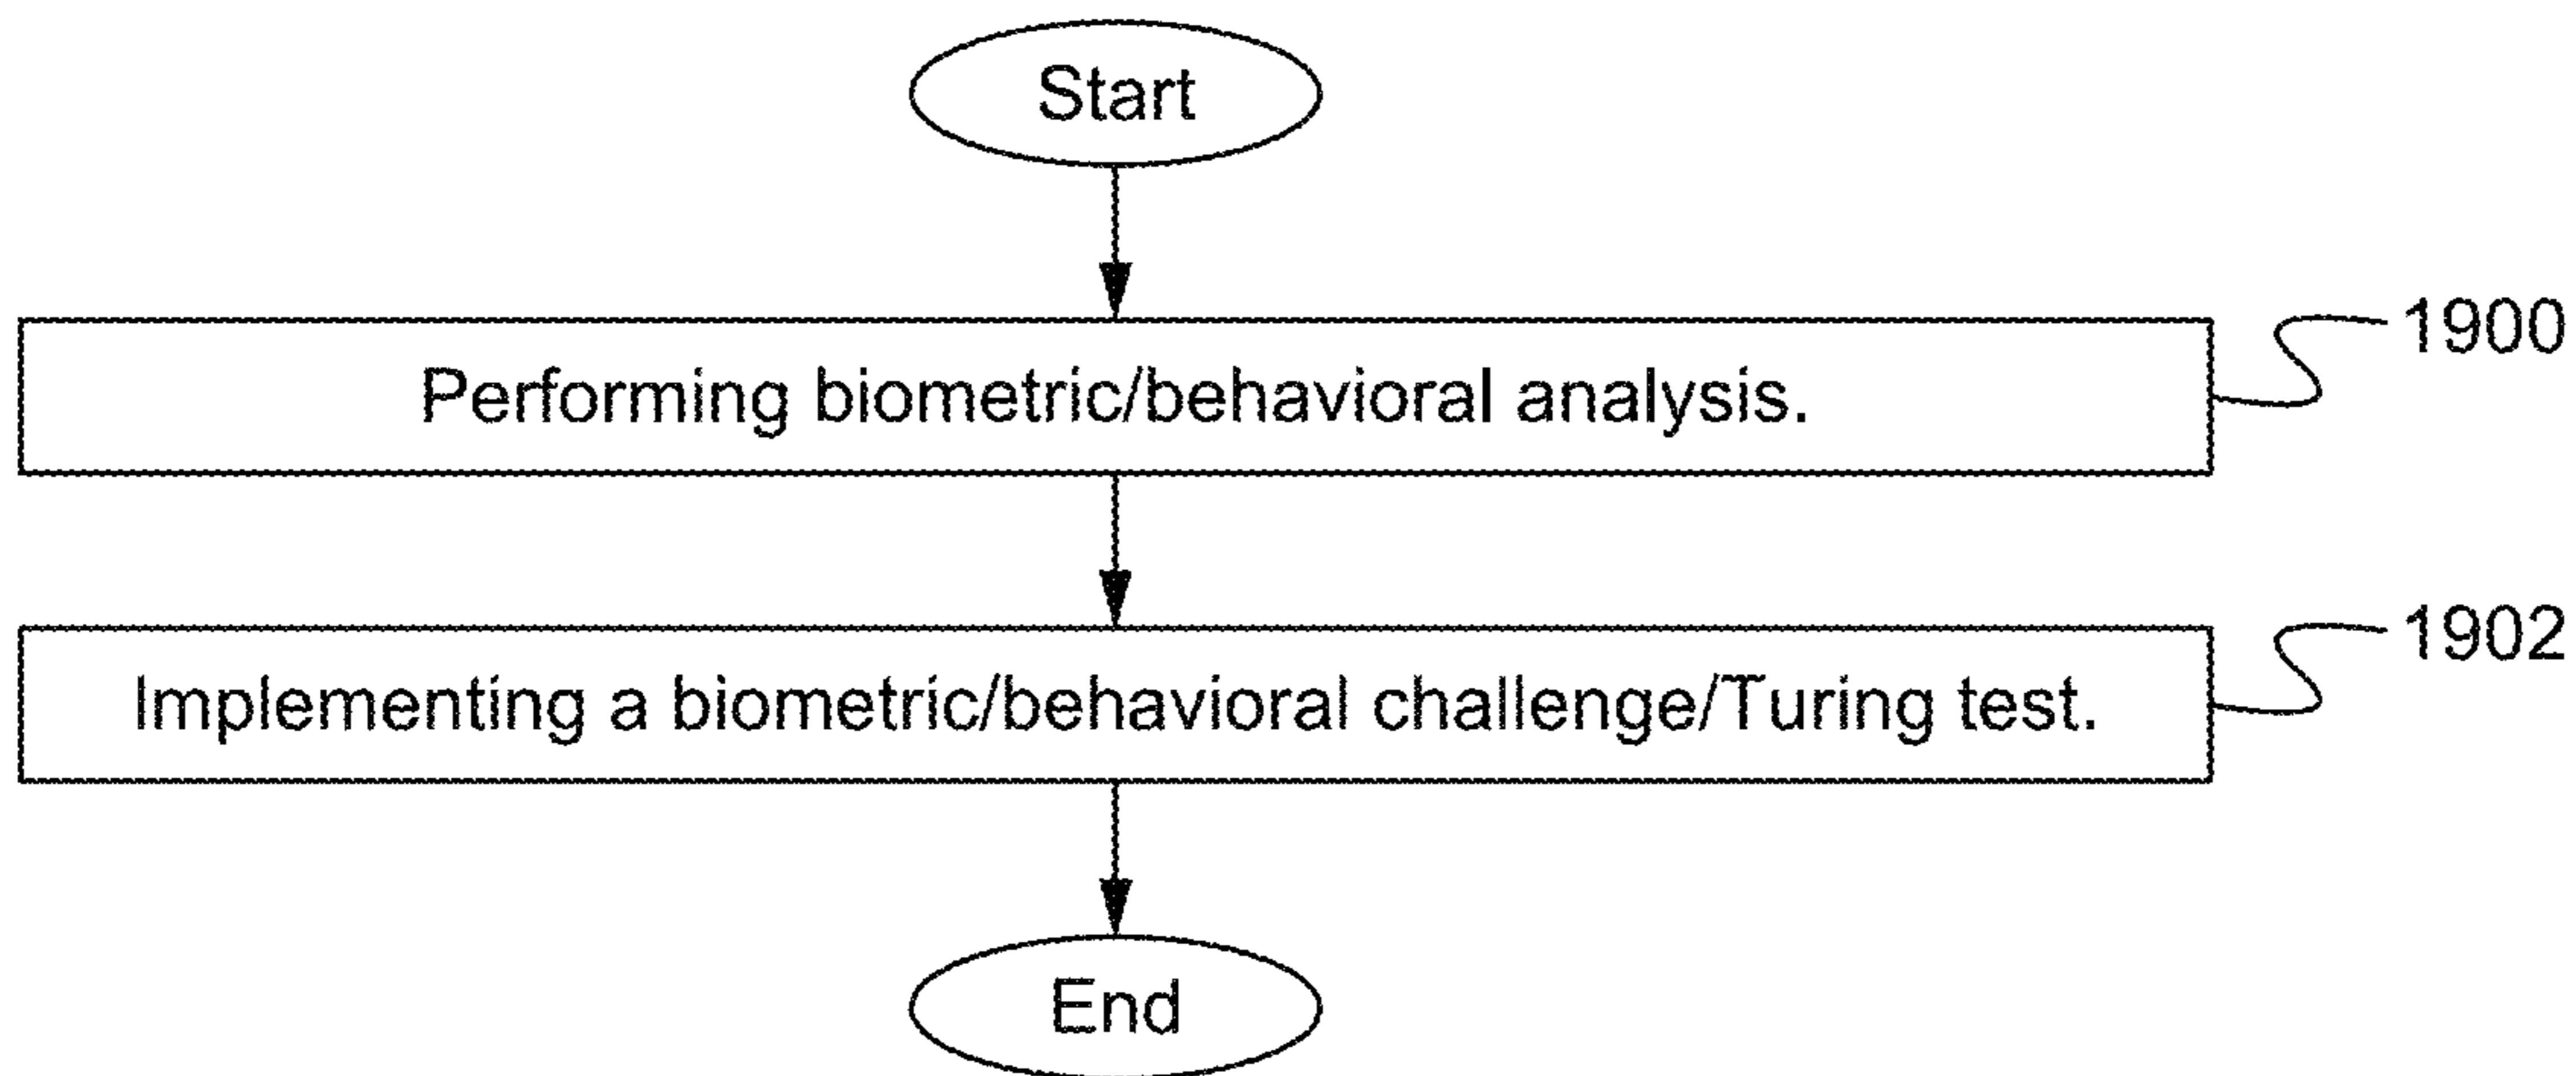 Start
Performing biometric/behavioral analysis.
1900
Implementing a biometric/behavioral challenge/Turing test.
1902
End